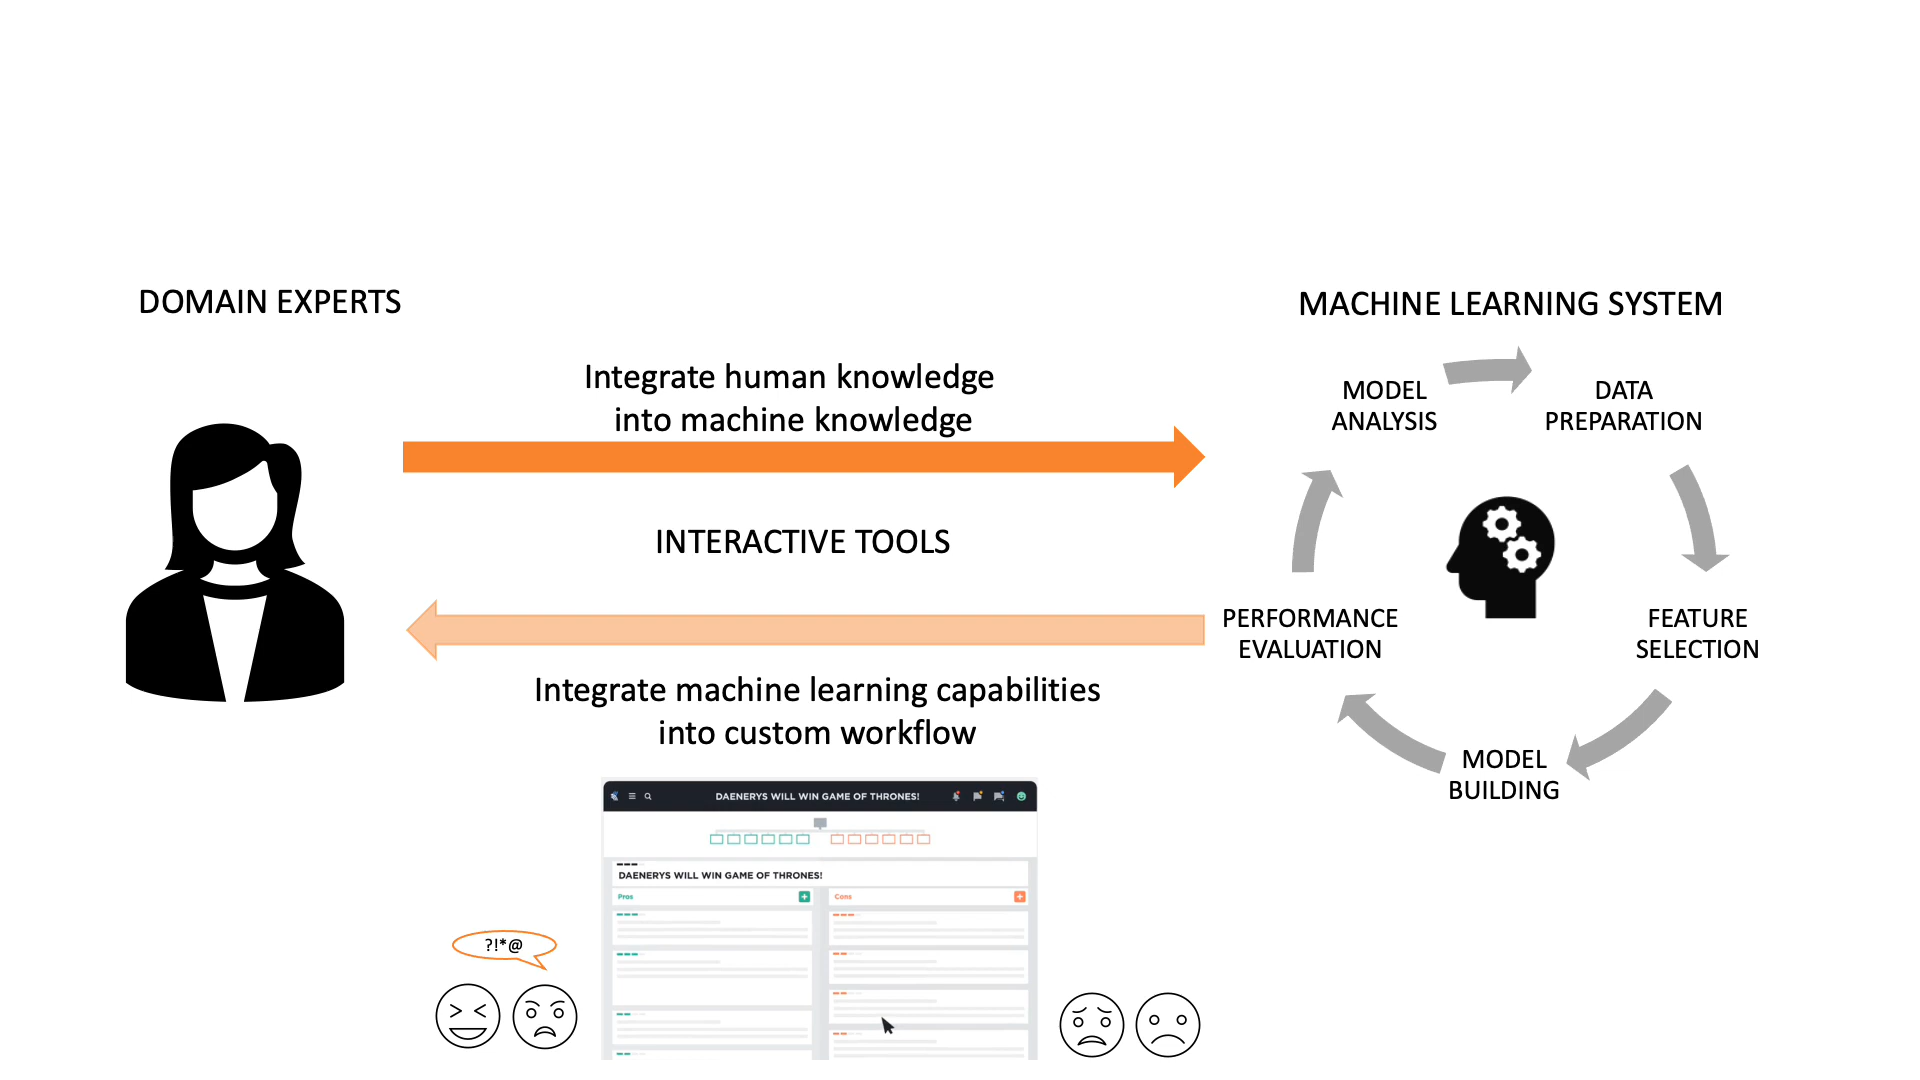 DOMAIN EXPERTS
MACHINE LEARNING SYSTEM
Integrate human knowledge
into machine knowledge
INTERACTIVE TOOLS
Integrate machine learning capabilities
into custom workflow
MODEL
ANALYSIS
DATA
PREPARATION
FEATURE
SELECTION
MODEL
BUILDING
PERFORMANCE
EVALUATION
DAENERYS WILL WIN GAME OF THRONES!
DAENERYS WILL WIN GAME OF THRONES!
Pros
Cons
?!*@